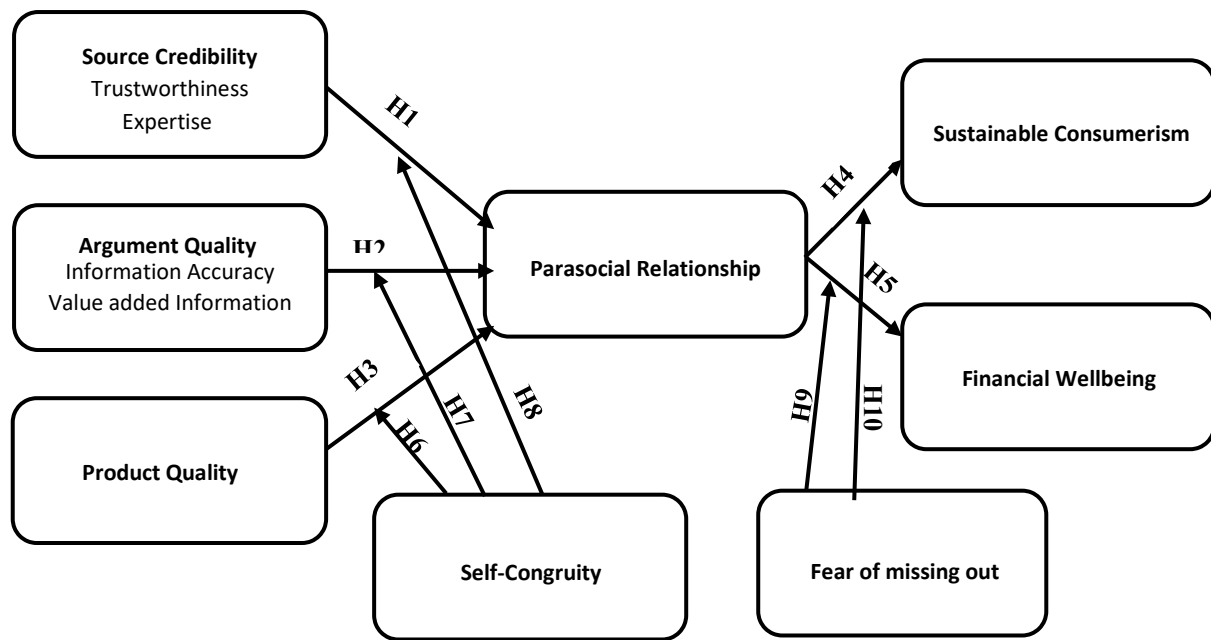 Source Credibility
Trustworthiness
Expertise
H1
Sustainable Consumerism
H4
Argument Quality
Information Accuracy
Value added Information
H2
Parasocial Relationship
H5
H3
Financial Wellbeing
Product Quality
H6
H7
H8
H9
H10
Self-Congruity
Fear of missing out